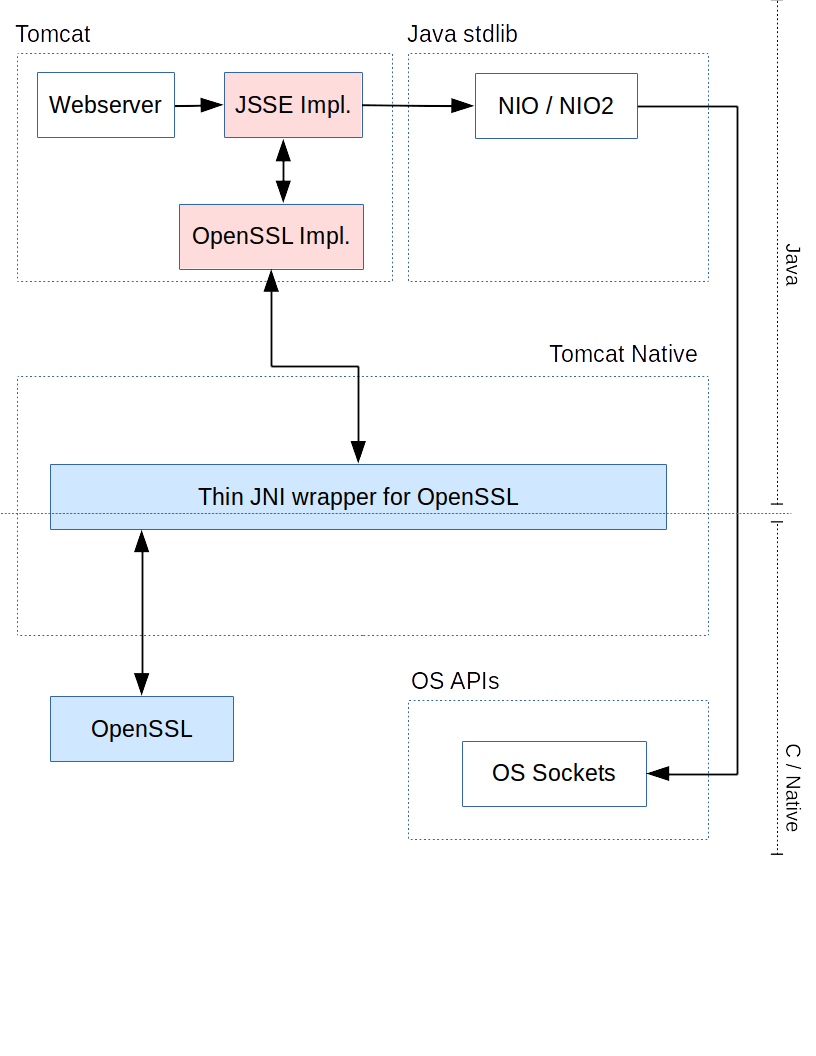 Tomcat
Java stdlib
Webserver
JSSE Impl.
NIO / NIO2
OpenSSL Impl.
Java
Tomcat Native
Thin JNI wrapper for OpenSSL
OS APIs
OpenSSL
OS Sockets
C / Native